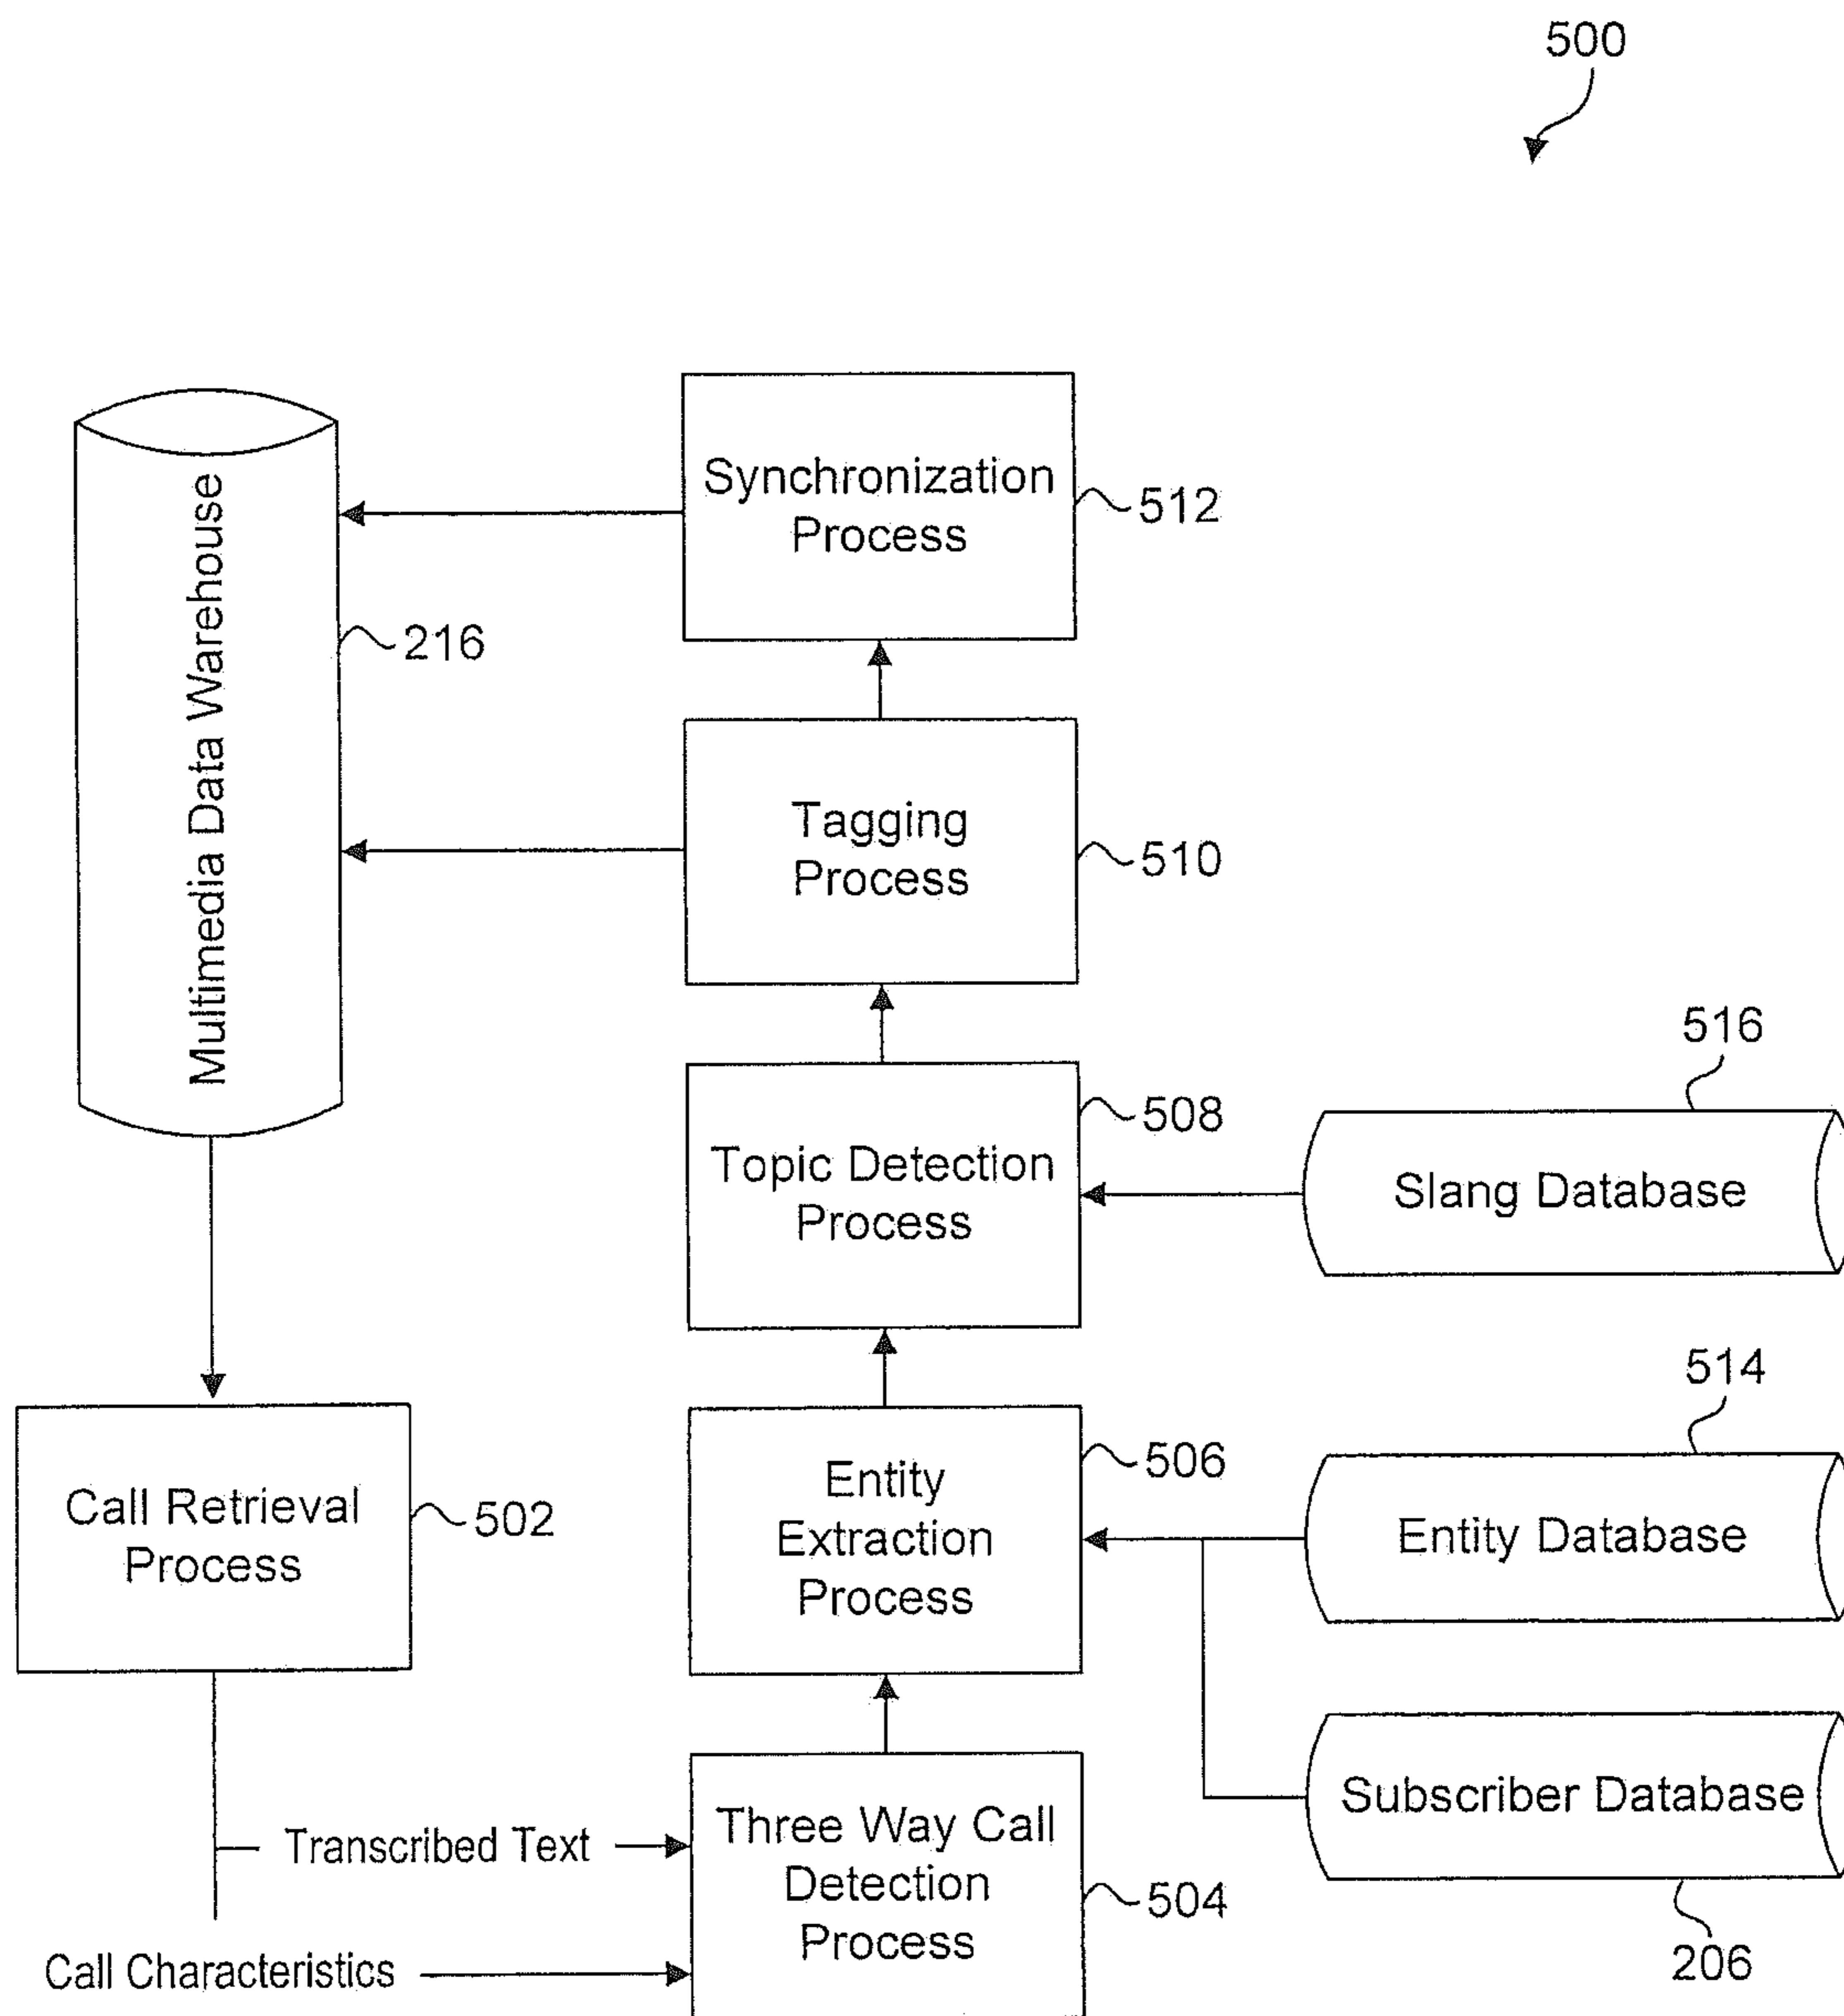 500
Synchronization
Process
512
Multimedia Data Warehouse
216
Tagging
Process
510
516
508
Topic Detection
Process
Slang Database
514
506
Entity
Extraction
Process
Entity Database
Call Retrieval
Process
502
Subscriber Database
Transcribed Text
Three Way Call
Detection
Process
504
Call Characteristics
206